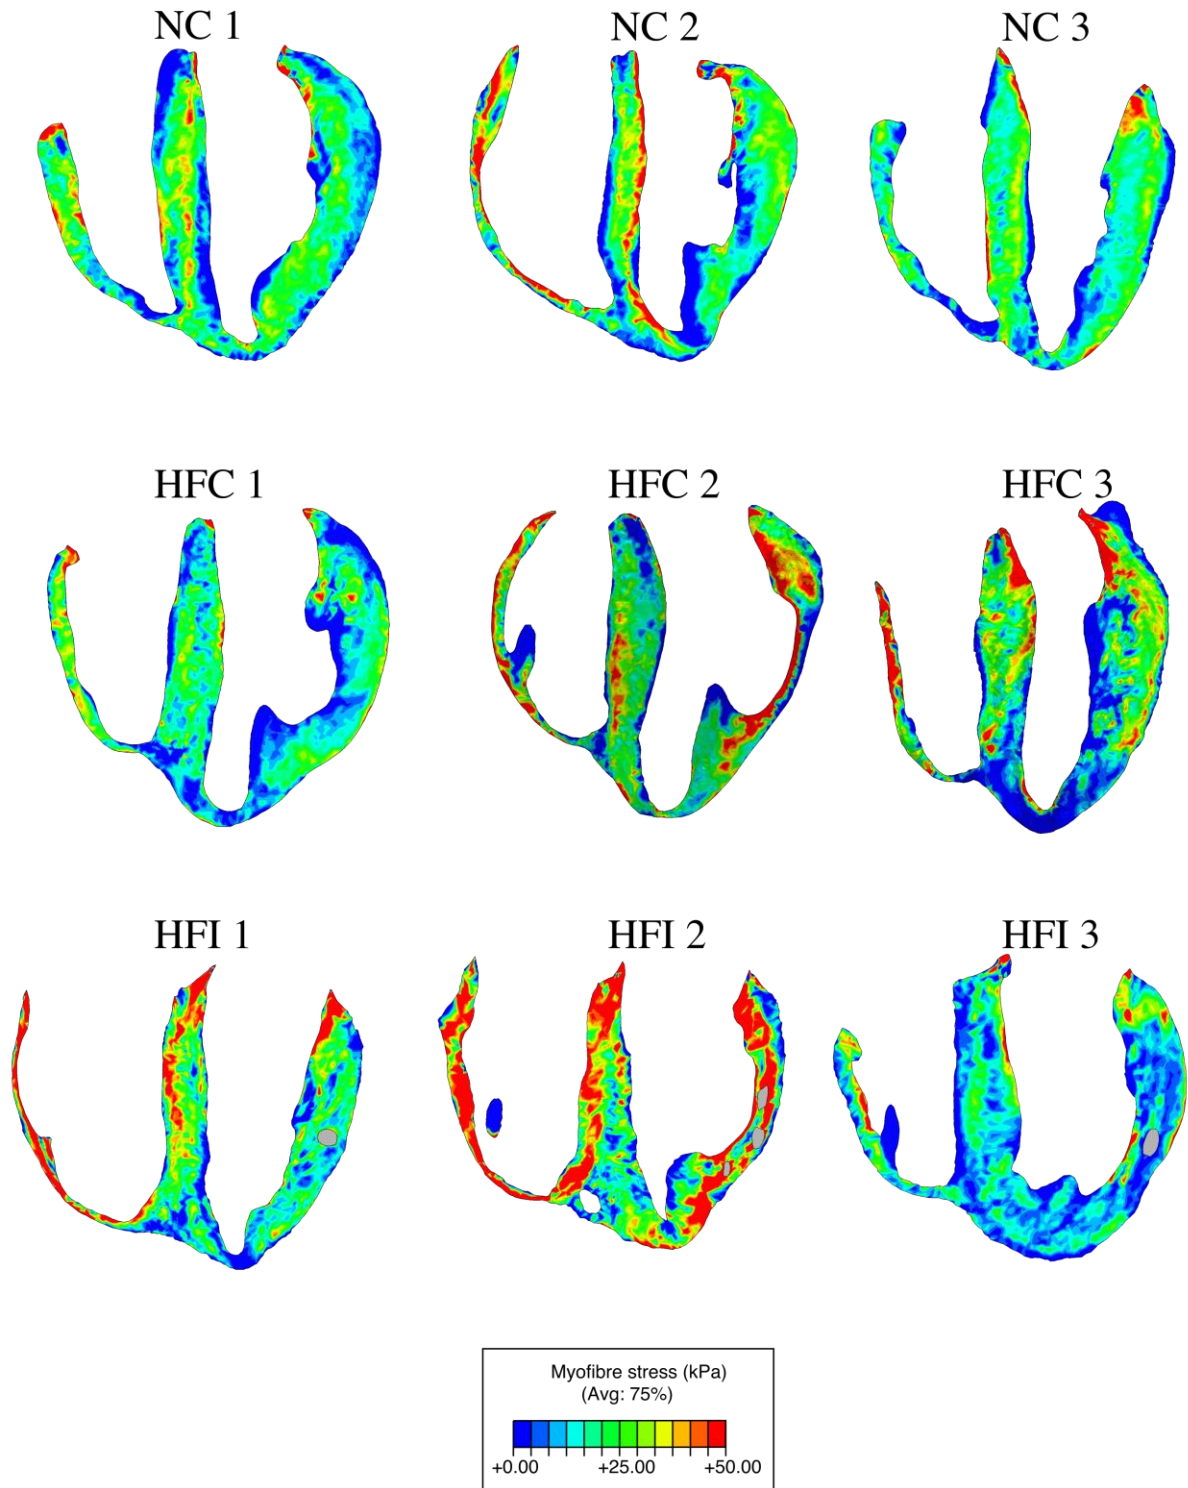 NC 1
NC 2
NC 3
HFC 1
HFC 2
HFC 3
HFI 1
HFI 2
HFI 3
Myofibre stress (kPa)
(Avg: 75%)
+0.00 +25.00 +50.00